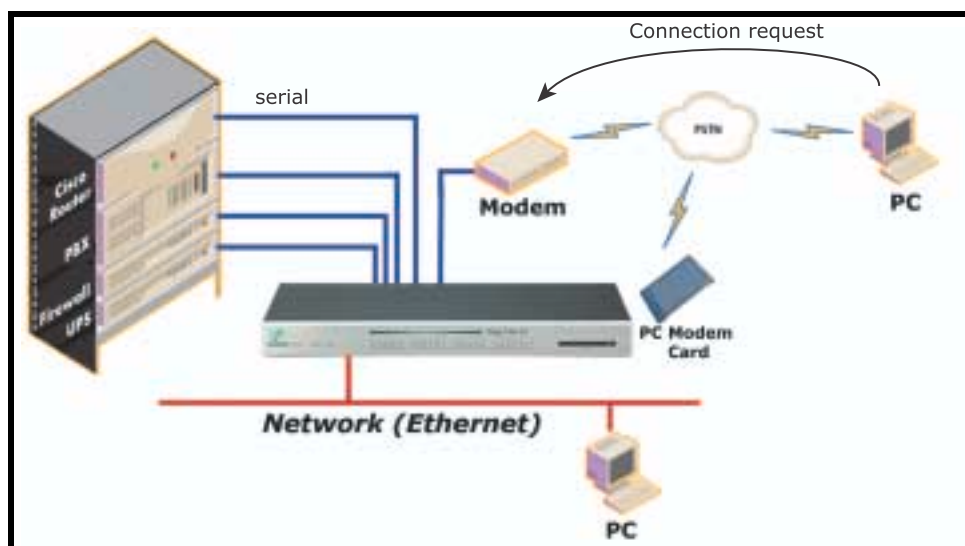 Connection request
serial
PSTN
Cisco
Router
PBX
Firewall
UPS
Modem
PC
PC Modem
Card
Network (Ethernet)
PC